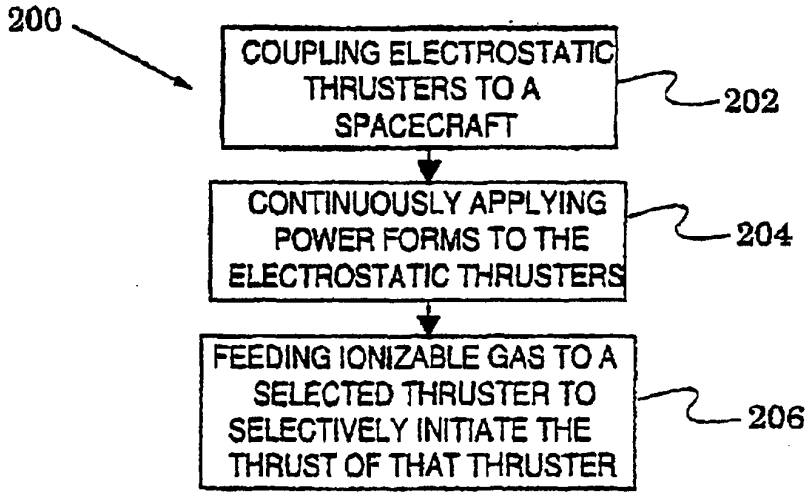 200
COUPLING ELECTROSTATIC
THRUSTERS TO A
SPACECRAFT
202
CONTINUOUSLY APPLYING
POWER FORMS TO THE
ELECTROSTATIC THRUSTERS
204
FEEDING IONIZABLE GAS TO A
SELECTED THRUSTER TO
SELECTIVELY INITIATE THE
THRUST OF THAT THRUSTER
206